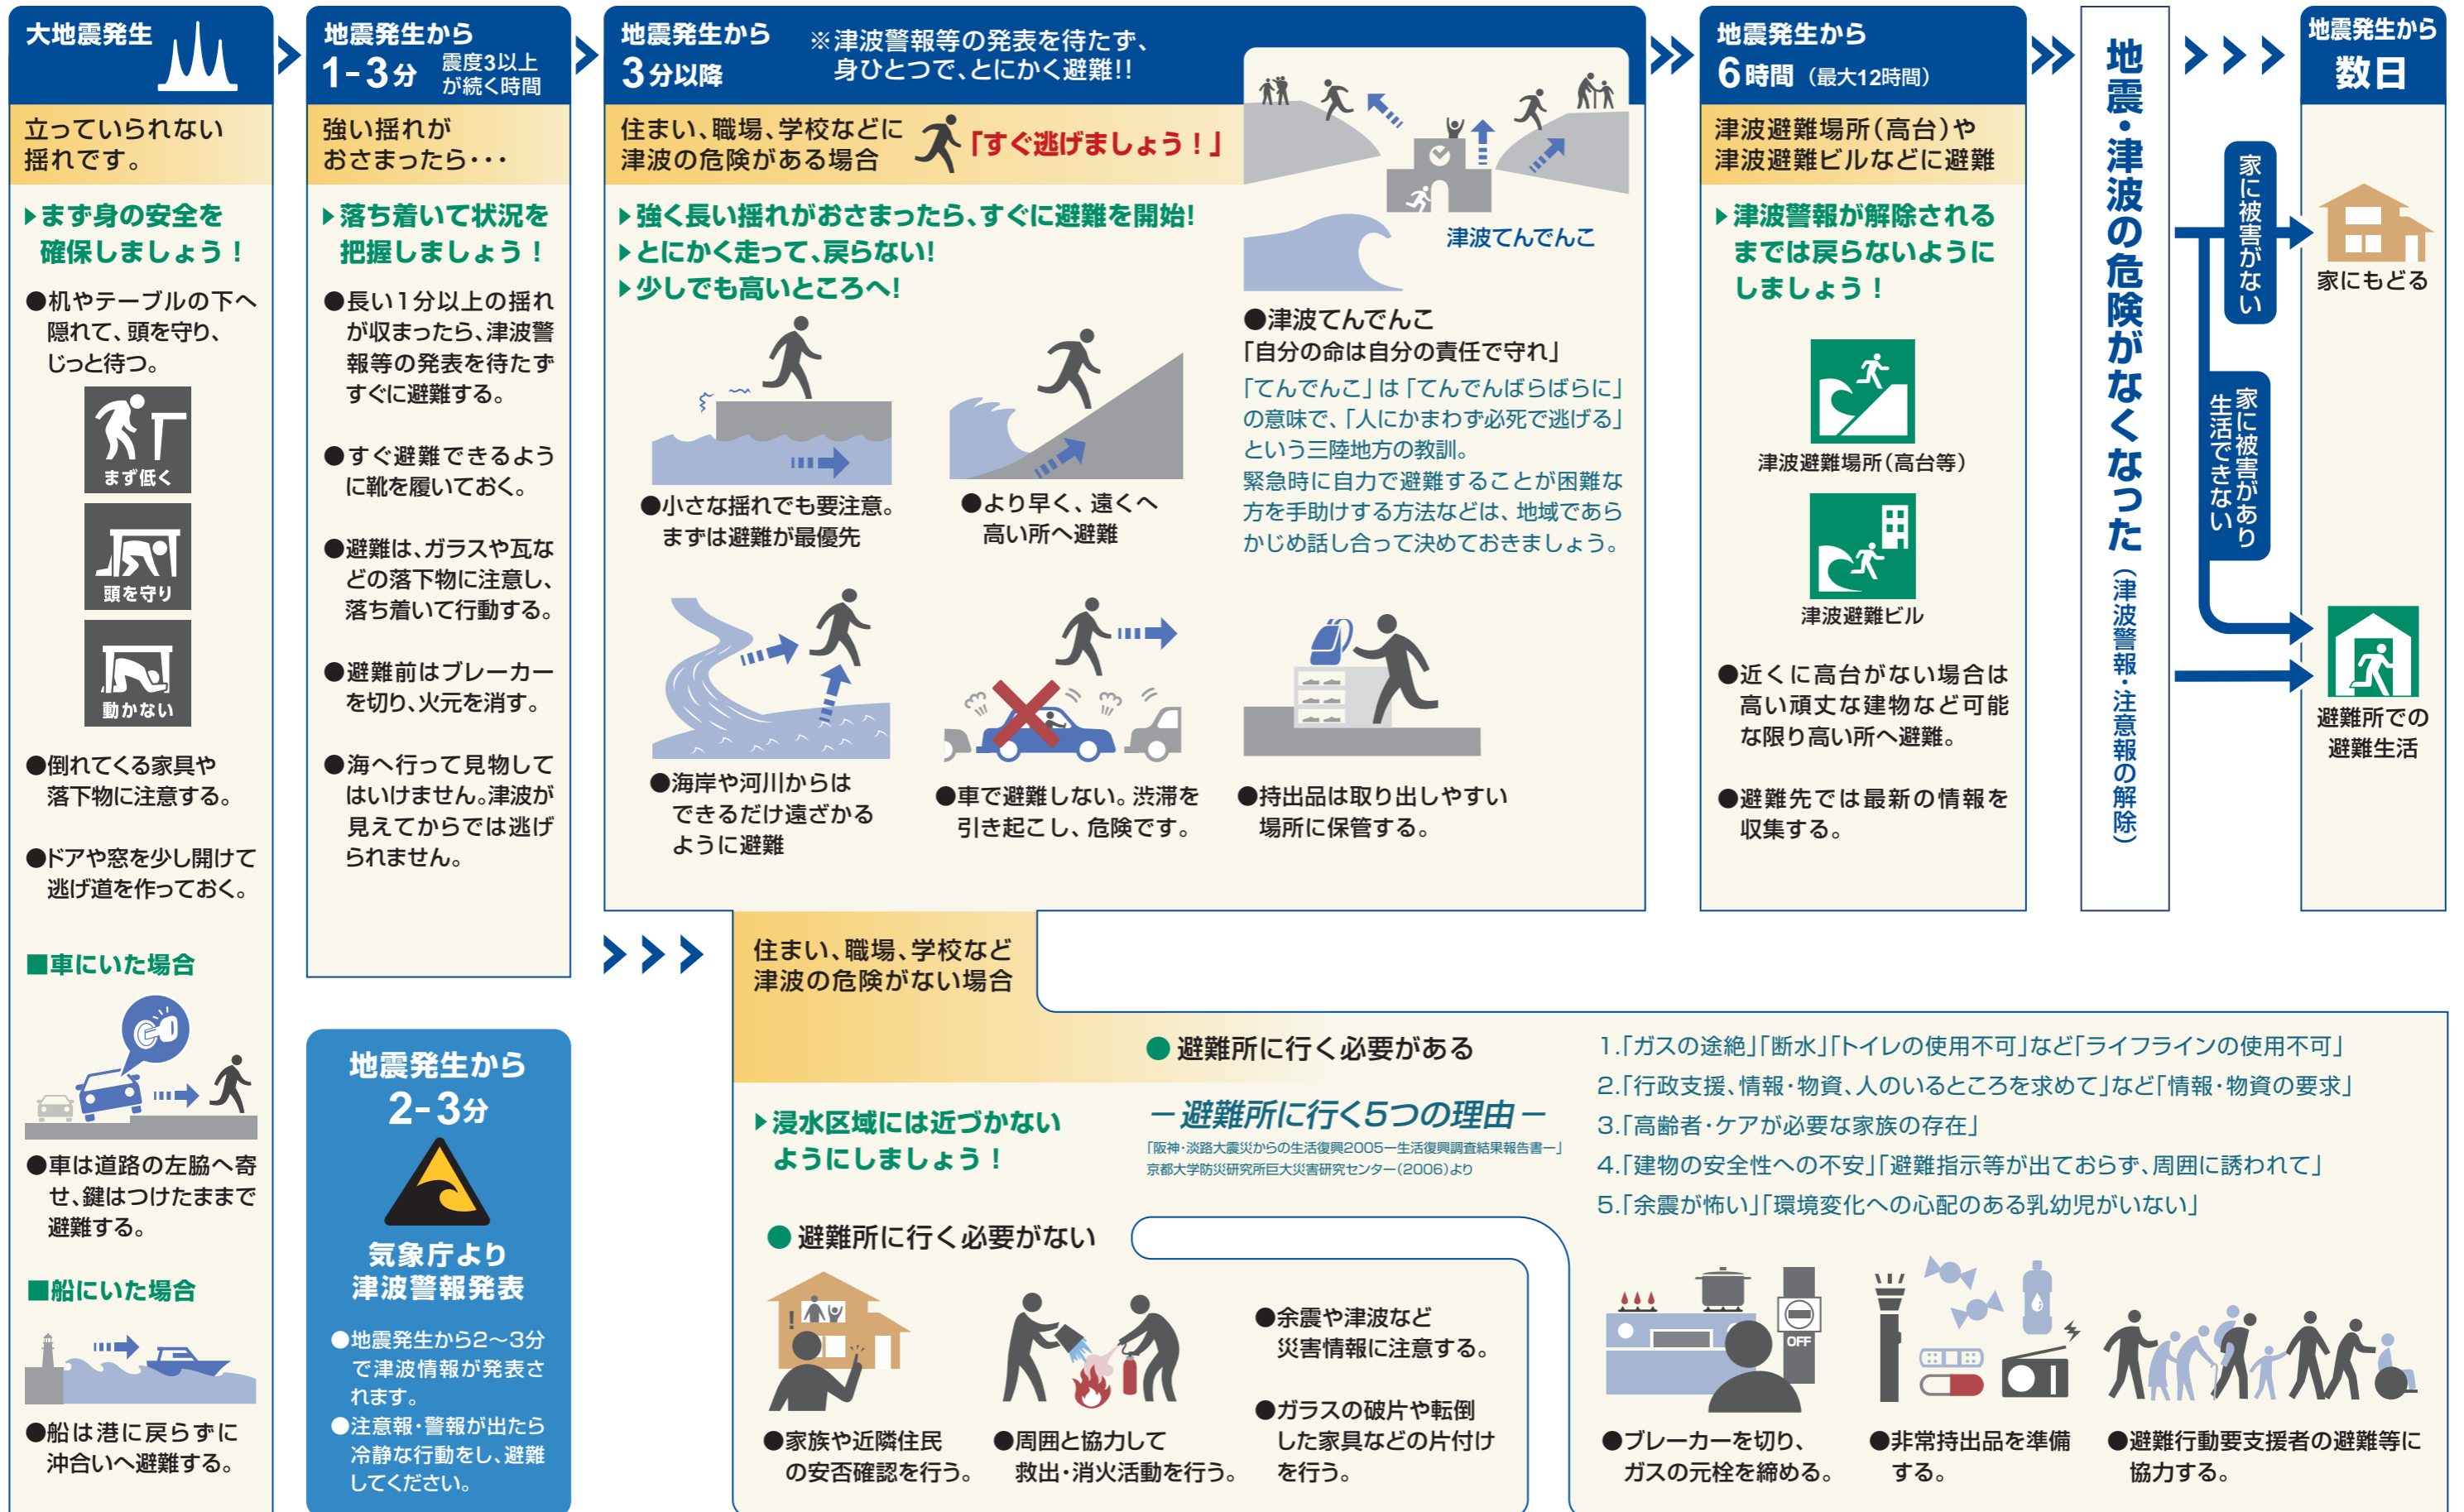 大地震発生
立っていられない
揺れです。
まず身の安全を
確保しましょう！
●机やテーブルの下へ
隠れて、頭を守り、
じっと待つ。
まず低く
頭を守り
動かない
●倒れてくる家具や
落下物に注意する。
●ドアや窓を少し開けて
逃げ道を作っておく。
■車にいた場合
●車は道路の左脇へ寄
せ、鍵はつけたままで
避難する。
■船にいた場合
●船は港に戻らずに
沖合いへ避難する。
地震発生から
1-3分 震度3以上
が続く時間
強い揺れが
おさまったら・・・
落ち着いて状況を
把握しましょう！
●長い1分以上の揺れ
が収まったら、津波警
報等の発表を待たず
すぐに避難する。
●すぐ避難できるよう
に靴を履いておく。
●避難は、ガラスや瓦な
どの落下物に注意し、
落ち着いて行動する。
●避難前はブレーカー
を切り、火元を消す。
●海へ行って見物して
はいけません。津波が
見えてからでは逃げ
られません。
地震発生から
2-3分
気象庁より
津波警報発表
●地震発生から2～3分
で津波情報が発表さ
れます。
●注意報・警報が出たら
冷静な行動をし、避難
してください。
地震発生から
3分以降
※津波警報等の発表を待たず、
身ひとつで、とにかく避難!!
住まい、職場、学校などに
津波の危険がある場合
「すぐ逃げましょう！」
強く長い揺れがおさまったら、すぐに避難を開始!
とにかく走って、戻らない!
少しでも高いところへ!
津波てんでんこ
●小さな揺れでも要注意。
まずは避難が最優先
●より早く、遠くへ
高い所へ避難
●津波てんでんこ
「自分の命は自分の責任で守れ」
「てんでんこ」は「てんでんばらばらに」
の意味で、「人にかまわず必死で逃げる」
という三陸地方の教訓。
緊急時に自力で避難することが困難な
方を手助けする方法などは、地域であら
かじめ話し合って決めておきましょう。
●海岸や河川からは
できるだけ遠ざかる
ように避難
●車で避難しない。渋滞を
引き起こし、危険です。
●持出品は取り出しやすい
場所に保管する。
地震発生から
6時間（最大12時間）
津波避難場所（高台）や
津波避難ビルなどに避難
津波警報が解除される
までは戻らないように
しましょう！
津波避難場所（高台等）
津波避難ビル
●近くに高台がない場合は
高い頑丈な建物など可能
な限り高い所へ避難。
●避難先では最新の情報を
収集する。
地震・津波の危険がなくなった（津波警報・注意報の解除）
家に被害がない
家に被害があり
生活できない
地震発生から
数日
家にもどる
避難所での
避難生活
住まい、職場、学校など
津波の危険がない場合
浸水区域には近づかない
ようにしましょう！
●避難所に行く必要がある
－避難所に行く5つの理由－
「阪神・淡路大震災からの生活復興2005―生活復興調査結果報告書―」
京都大学防災研究所巨大災害研究センター（2006）より
1.「ガスの途絶」「断水」「トイレの使用不可」など「ライフラインの使用不可」
2.「行政支援、情報・物資、人のいるところを求めて」など「情報・物資の要求」
3.「高齢者・ケアが必要な家族の存在」
4.「建物の安全性への不安」「避難指示等が出ておらず、周囲に誘われて」
5.「余震が怖い」「環境変化への心配のある乳幼児がいない」
●避難所に行く必要がない
!
●家族や近隣住民
の安否確認を行う。
●周囲と協力して
救出・消火活動を行う。
●余震や津波など
災害情報に注意する。
●ガラスの破片や転倒
した家具などの片付け
を行う。
OFF
●ブレーカーを切り、
ガスの元栓を締める。
●非常持出品を準備
する。
●避難行動要支援者の避難等に
協力する。